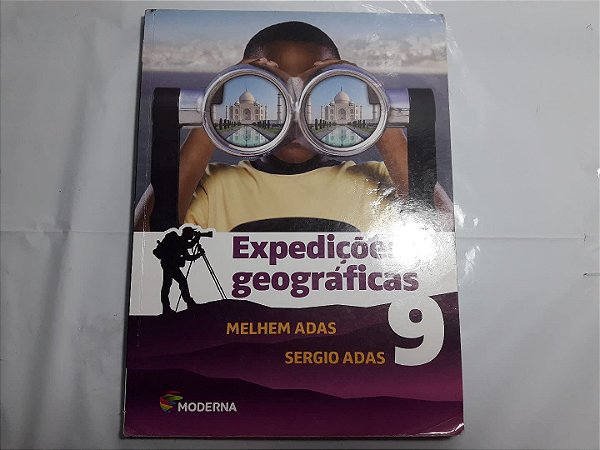 Expedições
geográficas
9
MELHEM ADAS
SERGIO ADAS
MODERNA